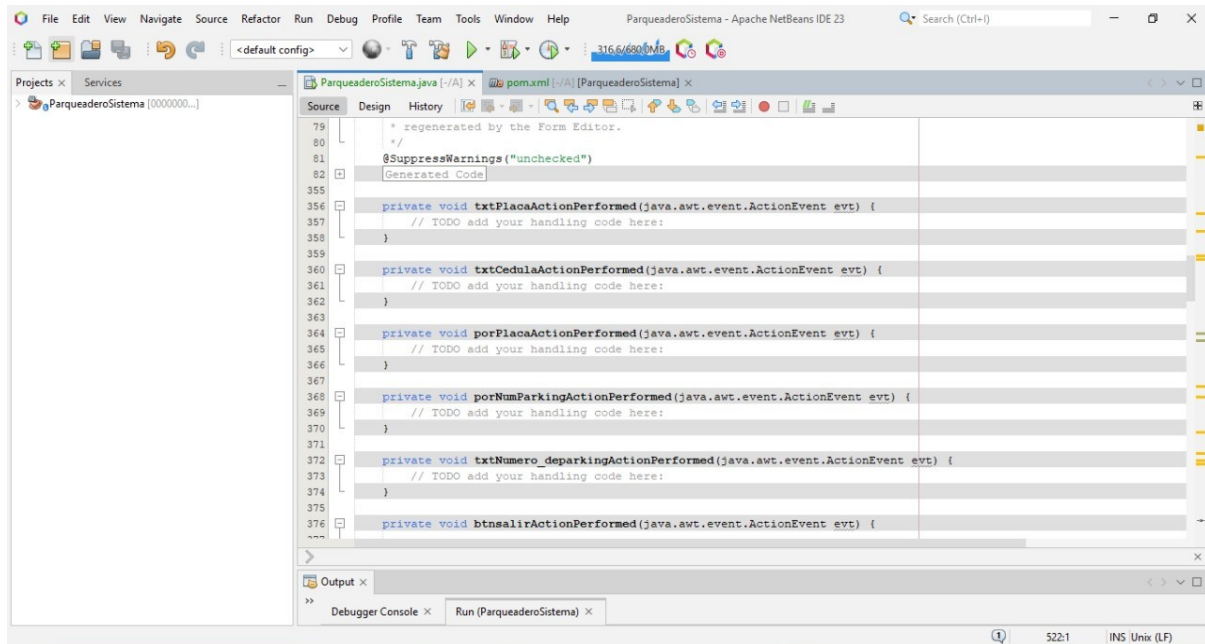 File Edit View Navigate Source Refactor Run Debug Profile Team Tools Window Help ParqueaderoSistema - Apache NetBeans IDE 23 Search (Ctrl+I)
<default config> 316.6/680.0MB
Projects × Services
ParqueaderoSistema.java [-/A] × pom.xml [-/A] [ParqueaderoSistema] ×
ParqueaderoSistema [0000000...]
Source Design History
79 * regenerated by the Form Editor.
80 */
81 @SuppressWarnings("unchecked")
82 Generated Code
355
356 private void txtPlacaActionPerformed(java.awt.event.ActionEvent evt) {
357 // TODO add your handling code here:
358 }
359
360 private void txtCedulaActionPerformed(java.awt.event.ActionEvent evt) {
361 // TODO add your handling code here:
362 }
363
364 private void porPlacaActionPerformed(java.awt.event.ActionEvent evt) {
365 // TODO add your handling code here:
366 }
367
368 private void porNumParkingActionPerformed(java.awt.event.ActionEvent evt) {
369 // TODO add your handling code here:
370 }
371
372 private void txtNumero_deparkingActionPerformed(java.awt.event.ActionEvent evt) {
373 // TODO add your handling code here:
374 }
375
376 private void btnsalirActionPerformed(java.awt.event.ActionEvent evt) {
Output ×
Debugger Console × Run (ParqueaderoSistema) ×
1 522:1 INS Unix (LF)